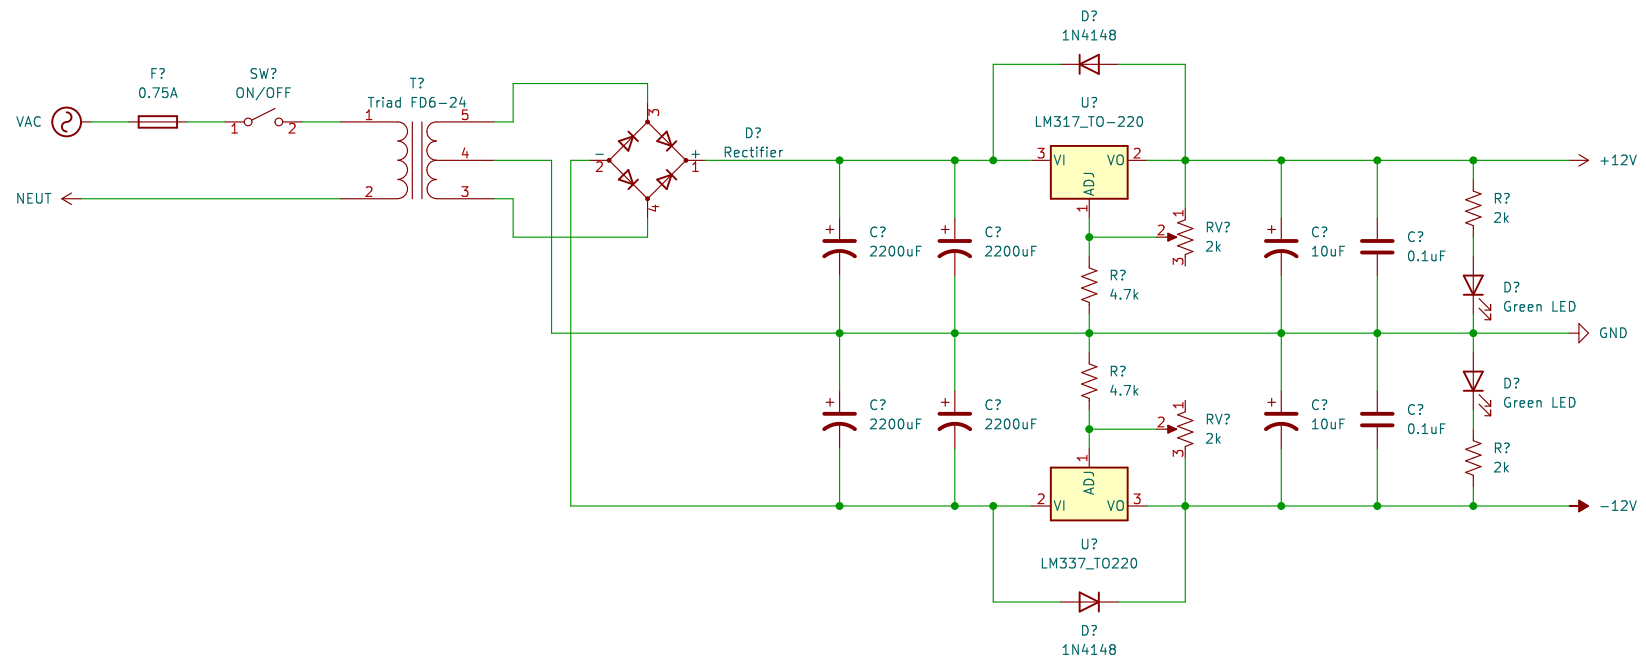 D?
1N4148
F?
0.75A
SW?
ON/OFF
T?
Triad FD6-24
U?
LM317_TO-220
VAC
1
2
1
5
3
D?
Rectifier
4
-
2
+
1
3
VI
VO
2
ADJ
1
+12V
NEUT
2
3
4
+
C?
2200uF
+
C?
2200uF
2
1
3
RV?
2k
+
C?
10uF
C?
0.1uF
R?
2k
R?
4.7k
D?
Green LED
GND
R?
4.7k
D?
Green LED
+
C?
2200uF
+
C?
2200uF
2
1
3
RV?
2k
+
C?
10uF
C?
0.1uF
R?
2k
1
ADJ
2
VI
VO
3
-12V
U?
LM337_TO220
D?
1N4148